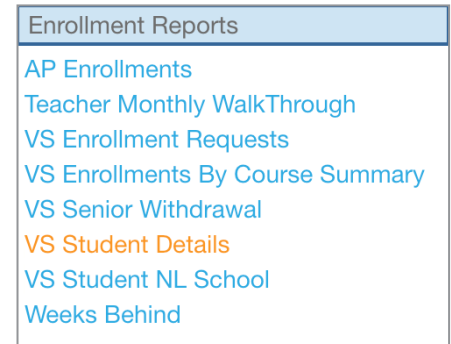 Enrollment Reports
AP Enrollments
Teacher Monthly WalkThrough
VS Enrollment Requests
VS Enrollments By Course Summary
VS Senior Withdrawal
VS Student Details
VS Student NL School
Weeks Behind